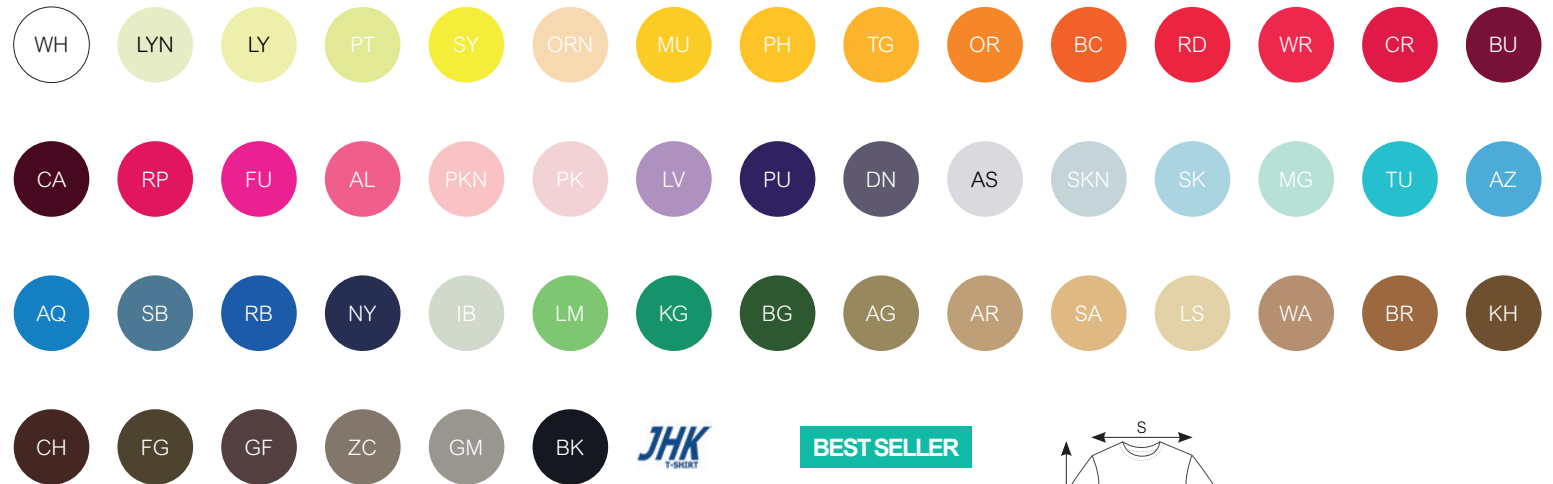 WH LYN LY PT SY ORN MU PH TG OR BC RD WR CR BU
CA RP FU AL PKN PK LV PU DN AS SKN SK MG TU AZ
AQ SB RB NY IB LM KG BG AG AR SA LS WA BR KH
CH FG GF ZC GM BK JHK BEST SELLER S
T-SHIRT